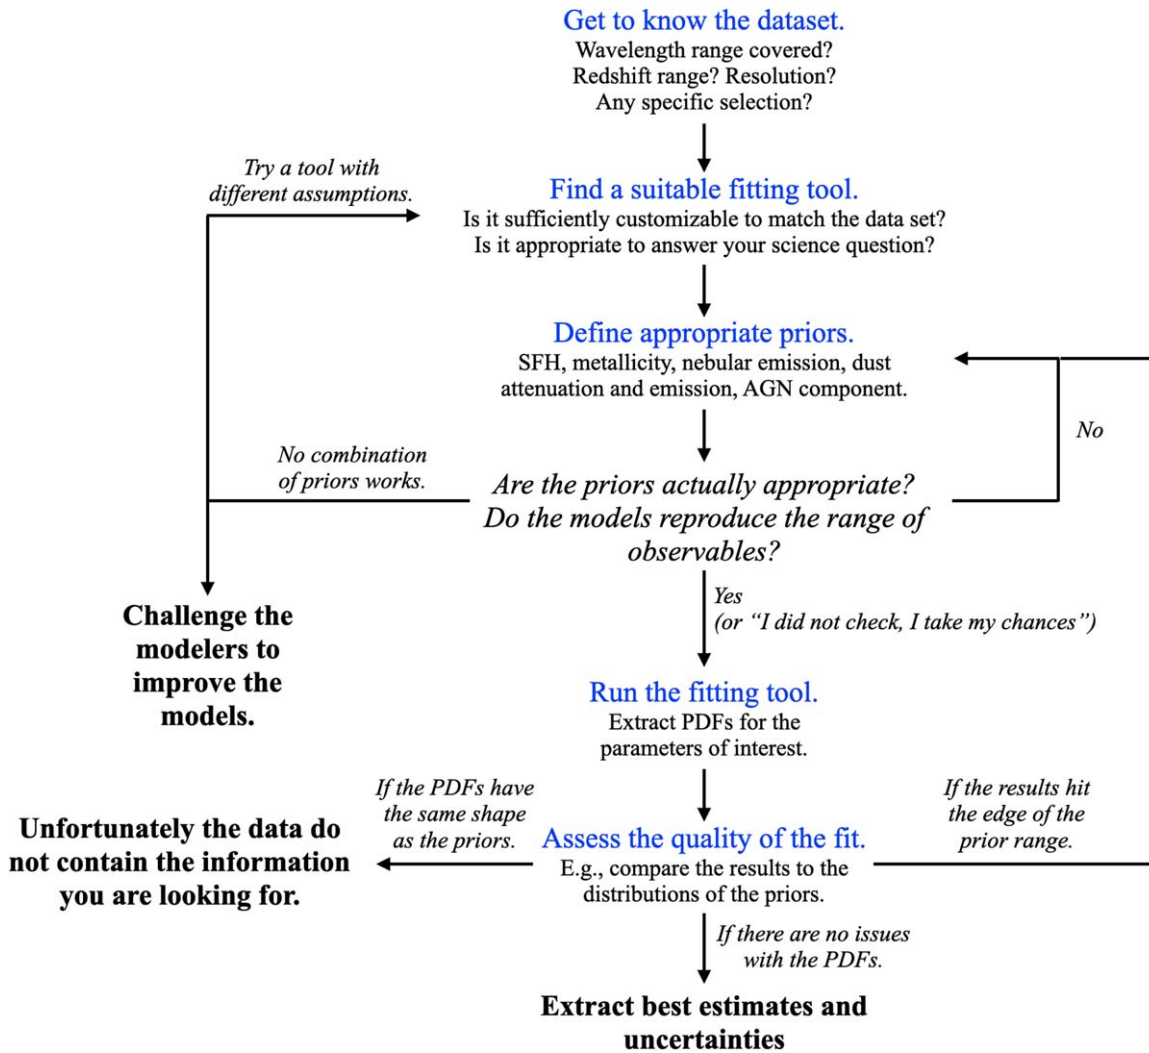 Get to know the dataset.
Wavelength range covered?
Redshift range? Resolution?
Any specific selection?
Try a tool with
different assumptions.
Find a suitable fitting tool.
Is it sufficiently customizable to match the data set?
Is it appropriate to answer your science question?
Define appropriate priors.
SFH, metallicity, nebular emission, dust
attenuation and emission, AGN component.
No
No combination
of priors works.
Are the priors actually appropriate?
Do the models reproduce the range of
observables?
Challenge the
modelers to
improve the
models.
Yes
(or “I did not check, I take my chances”)
Run the fitting tool.
Extract PDFs for the
parameters of interest.
If the PDFs have
the same shape
as the priors.
If the results hit
the edge of the
prior range.
Unfortunately the data do
not contain the information
you are looking for.
Assess the quality of the fit.
E.g., compare the results to the
distributions of the priors.
If there are no issues
with the PDFs.
Extract best estimates and
uncertainties